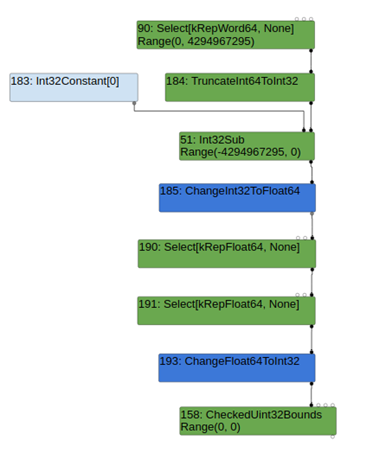 90: Select[kRepWord64, None]
Range(0, 4294967295)
183: Int32Constant[0]
184: TruncateInt64ToInt32
51: Int32Sub
Range(-4294967295, 0)
185: ChangeInt32ToFloat64
190: Select[kRepFloat64, None]
191: Select[kRepFloat64, None]
193: ChangeFloat64ToInt32
158: CheckedUint32Bounds
Range(0, 0)